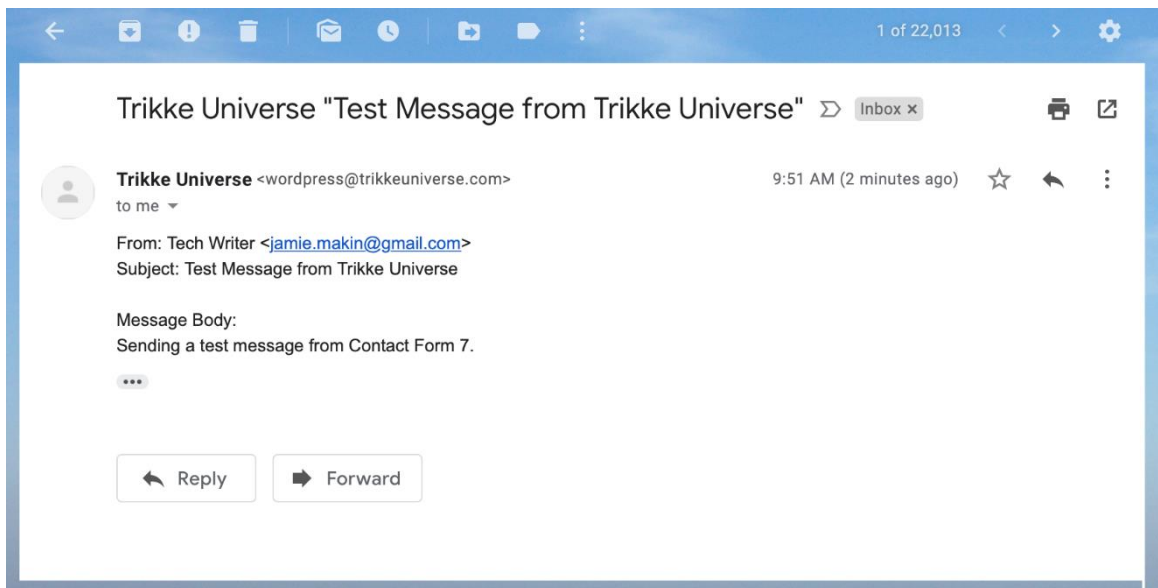 1 of 22,013
Trikke Universe "Test Message from Trikke Universe" Inbox x
Trikke Universe <wordpress@trikkeuniverse.com> 9:51 AM (2 minutes ago)
to me
From: Tech Writer <jamie.makin@gmail.com>
Subject: Test Message from Trikke Universe
Message Body:
Sending a test message from Contact Form 7.
Reply Forward